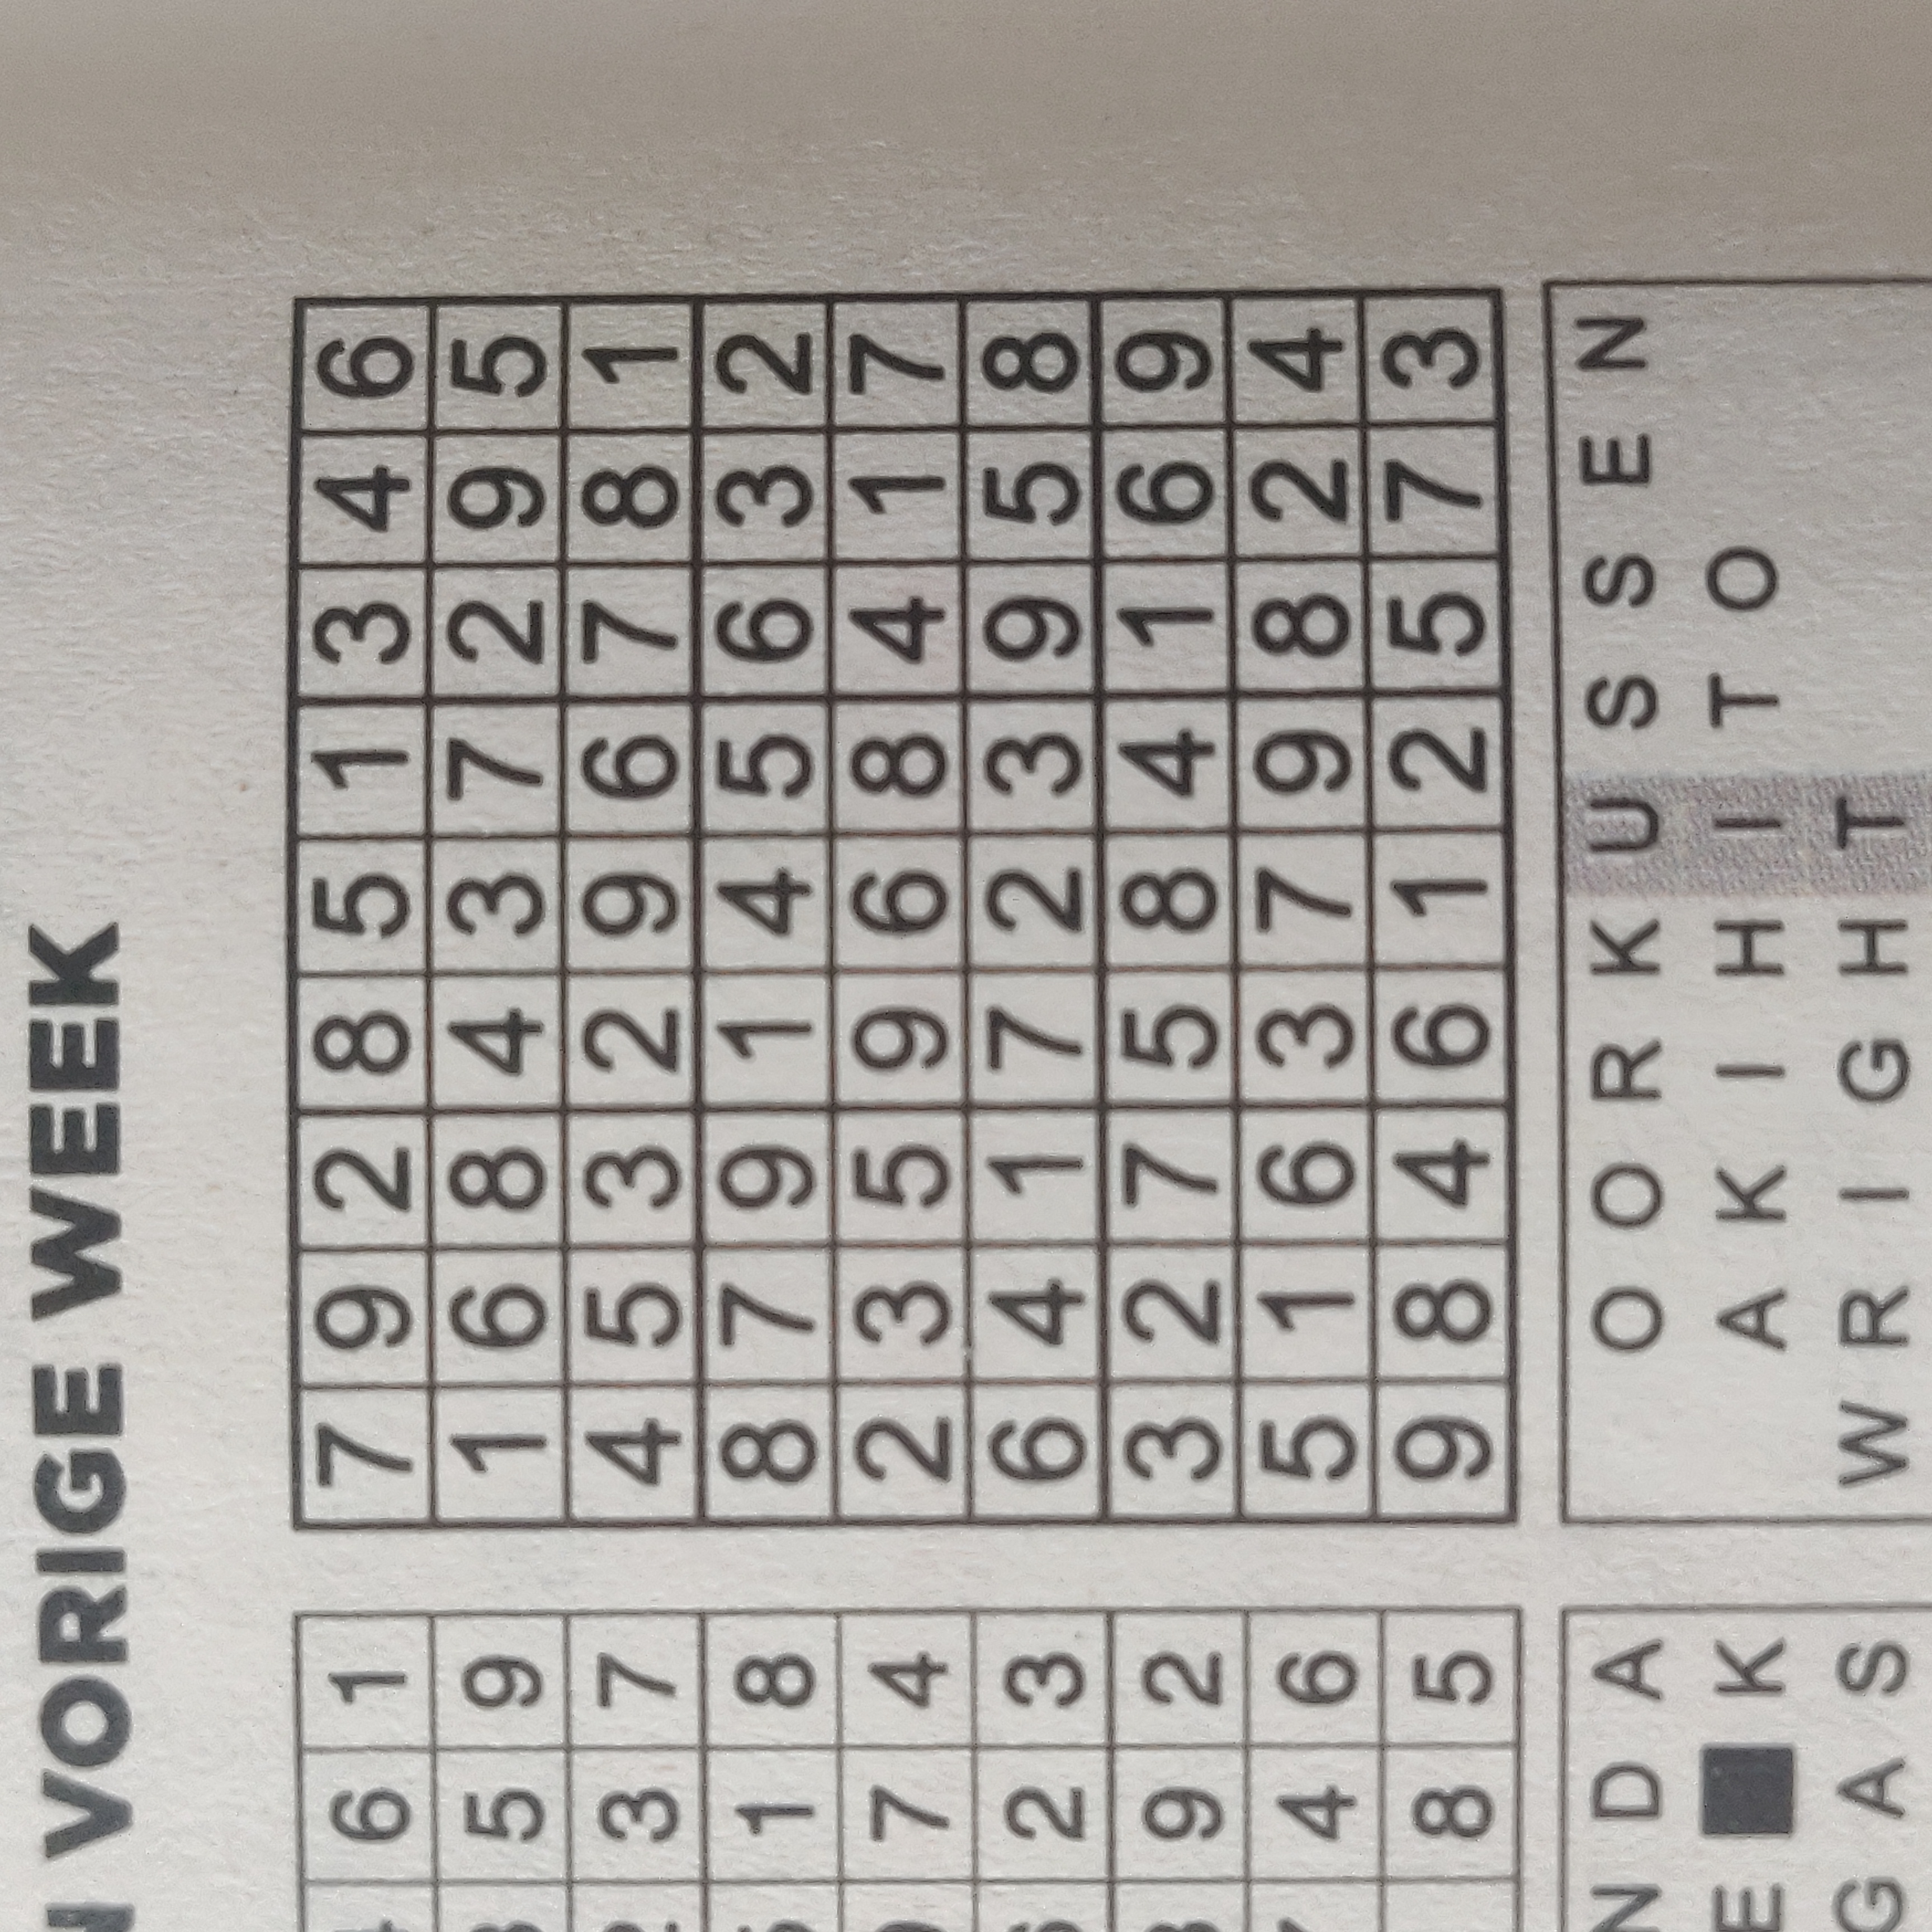 VORIGE WEEK
6 1 7 9 2 8 5 1 3 4 6
5 9 1 6 8 4 3 7 2 9 5
3 7 4 5 3 2 9 6 7 8 1
1 8 8 7 9 1 4 5 6 3 2
7 4 2 3 5 9 6 8 4 1 7
2 3 6 4 1 7 2 3 9 5 8
9 2 3 2 7 5 8 4 1 6 9
4 6 5 1 6 3 7 9 8 2 4
8 5 9 8 4 6 1 2 5 7 3
N D A O O R K U S S E N
E K A K I H I T O
G A S W R I G H T